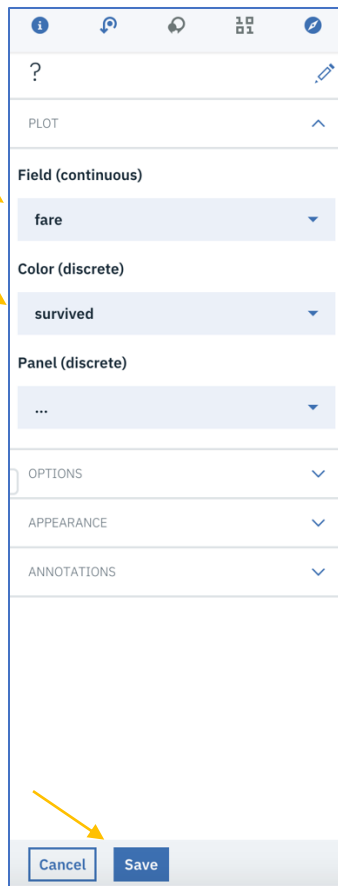 ?
PLOT
Field (continuous)
fare
Color (discrete)
survived
Panel (discrete)
...
OPTIONS
APPEARANCE
ANNOTATIONS
Cancel Save